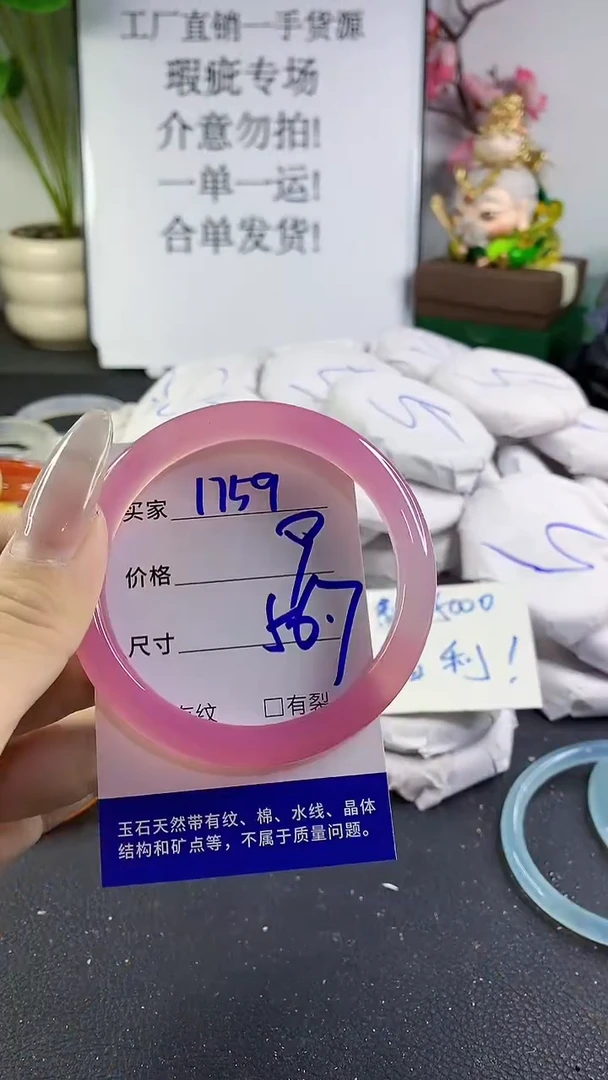 工厂直销一手货源
瑕疵专场
介意勿拍!
一单一运!
合单发货!
买家 1759
价格 9
尺寸 56.7
有纹 □有裂
5000
利!
玉石天然带有纹、棉、水线、晶体
结构和矿点等，不属于质量问题。